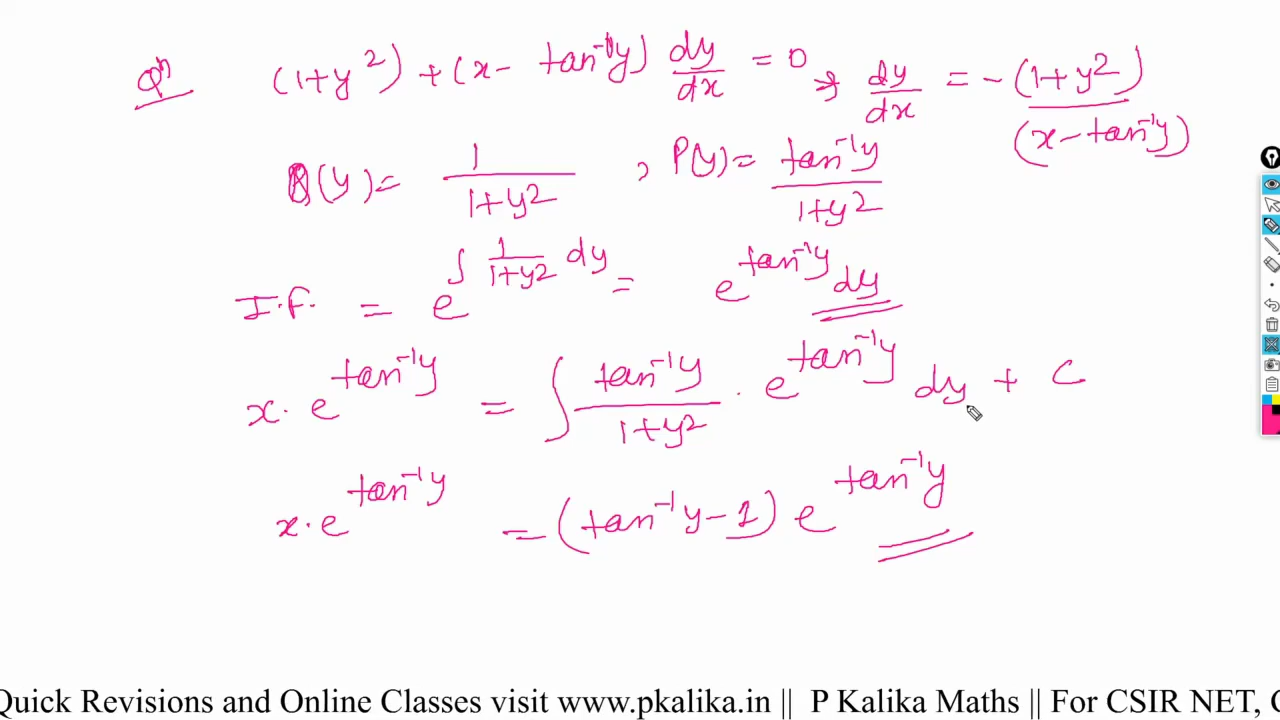 Qⁿ (1+y²) + (x - tan⁻¹y) dy/dx = 0 ⇒ dy/dx = -(1+y²)/(x - tan⁻¹y)
Q(y) = 1/(1+y²) , P(y) = tan⁻¹y/(1+y²)
I.F. = e^∫ 1/(1+y²) dy = e^tan⁻¹y dy
x · e^tan⁻¹y = ∫ tan⁻¹y/(1+y²) · e^tan⁻¹y dy + C
x · e^tan⁻¹y = (tan⁻¹y - 1) e^tan⁻¹y
Quick Revisions and Online Classes visit www.pkalika.in || P Kalika Maths || For CSIR NET, G